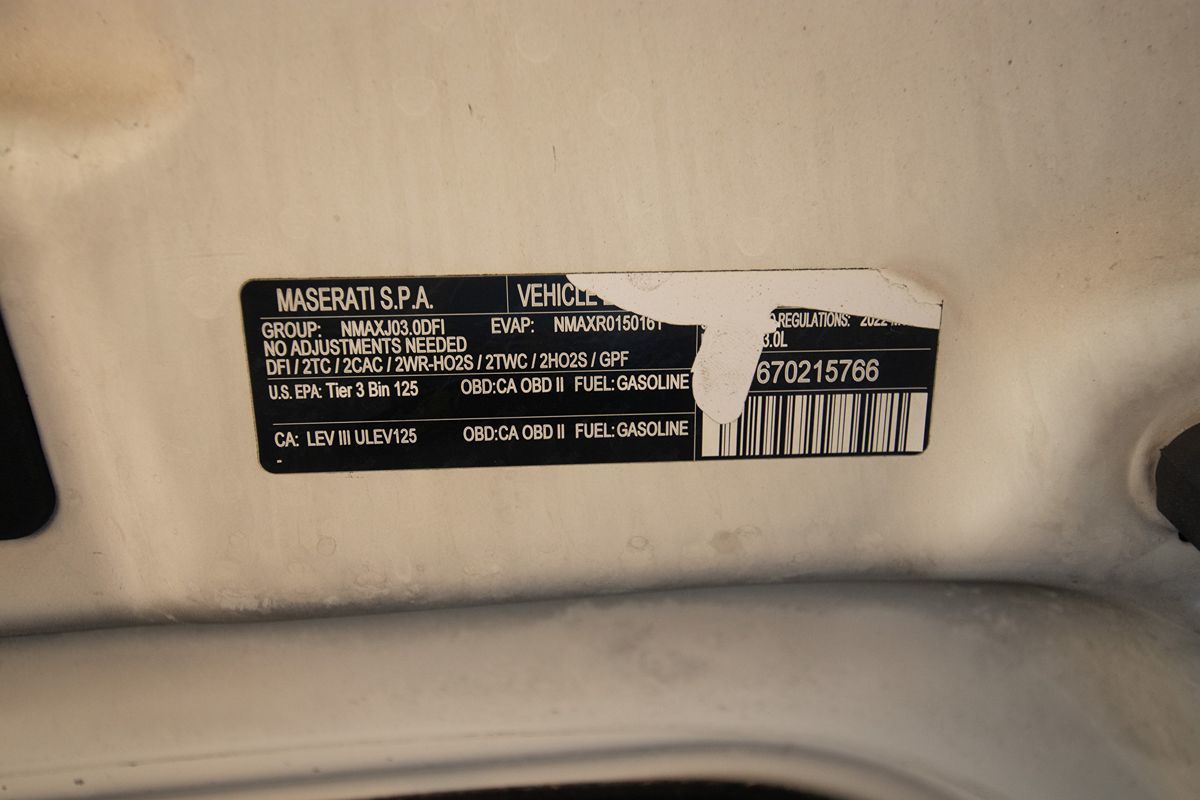 MASERATI S.P.A. VEHICLE
GROUP: NMAXJ03.0DFI EVAP: NMAXR0150161 REGULATIONS: 2022
NO ADJUSTMENTS NEEDED 3.0L
DFI / 2TC / 2CAC / 2WR-HO2S / 2TWC / 2HO2S / GPF
670215766
U.S. EPA: Tier 3 Bin 125 OBD:CA OBD II FUEL: GASOLINE
CA: LEV III ULEV125 OBD:CA OBD II FUEL: GASOLINE
-